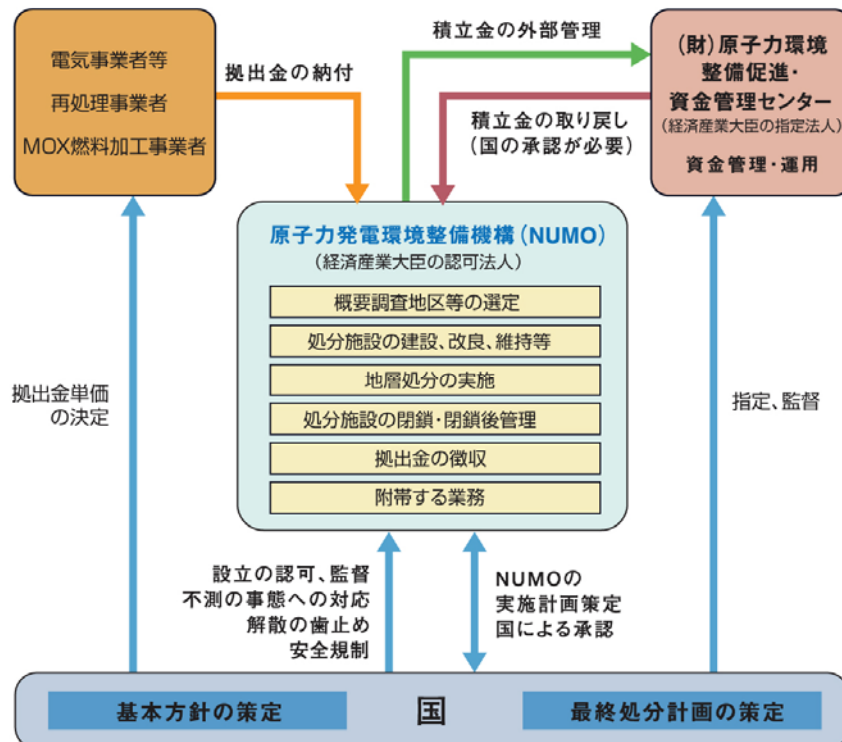 電気事業者等
再処理事業者
MOX燃料加工事業者
拠出金の納付
積立金の外部管理
積立金の取り戻し
(国の承認が必要)
(財)原子力環境
整備促進・
資金管理センター
(経済産業大臣の指定法人)
資金管理・運用
原子力発電環境整備機構(NUMO)
(経済産業大臣の認可法人)
概要調査地区等の選定
処分施設の建設、改良、維持等
地層処分の実施
処分施設の閉鎖・閉鎖後管理
拠出金の徴収
附帯する業務
拠出金単価
の決定
指定、監督
設立の認可、監督
不測の事態への対応
解散の歯止め
安全規制
NUMOの
実施計画策定
国による承認
基本方針の策定
国
最終処分計画の策定